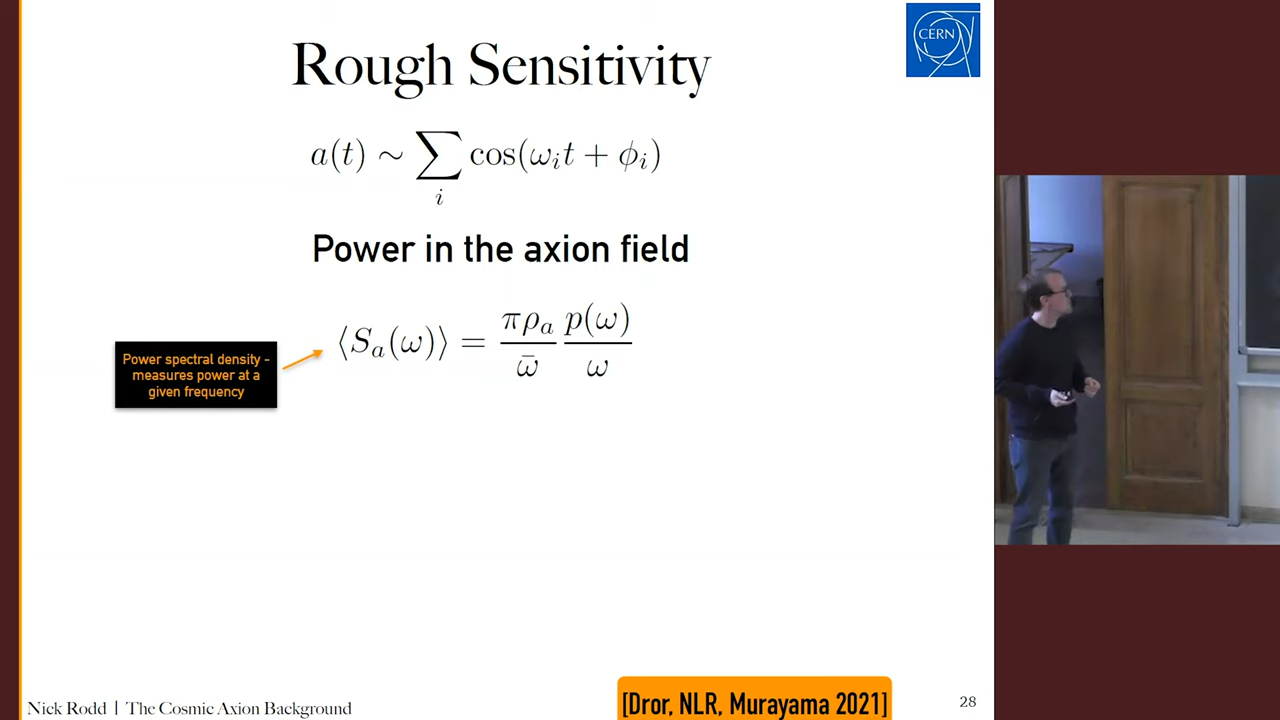 CERN
Rough Sensitivity
a(t) ∼ ∑_i cos(ω_i t + ϕ_i)
Power in the axion field
⟨S_a(ω)⟩ = πρ_a/ω̄ p(ω)/ω
Power spectral density -
measures power at a
given frequency
[Dror, NLR, Murayama 2021]
Nick Rodd | The Cosmic Axion Background
28